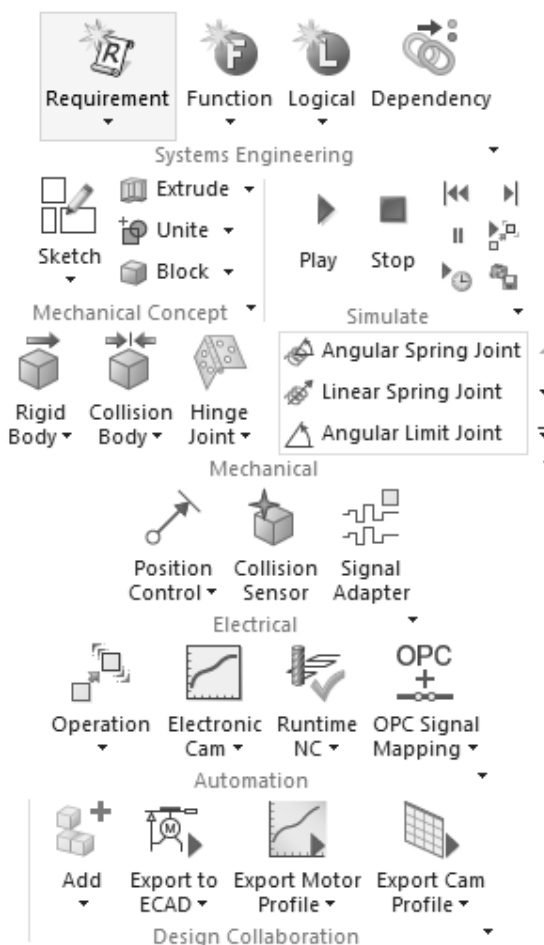 Requirement Function Logical Dependency
Systems Engineering
Extrude
Unite
Sketch
Block
Play Stop
Mechanical Concept
Simulate
Angular Spring Joint
Linear Spring Joint
Angular Limit Joint
Rigid Collision Hinge
Body Body Joint
Mechanical
Position Collision Signal
Control Sensor Adapter
Electrical
OPC
Operation Electronic Runtime OPC Signal
Cam NC Mapping
Automation
Add Export to Export Motor Export Cam
ECAD Profile Profile
Design Collaboration